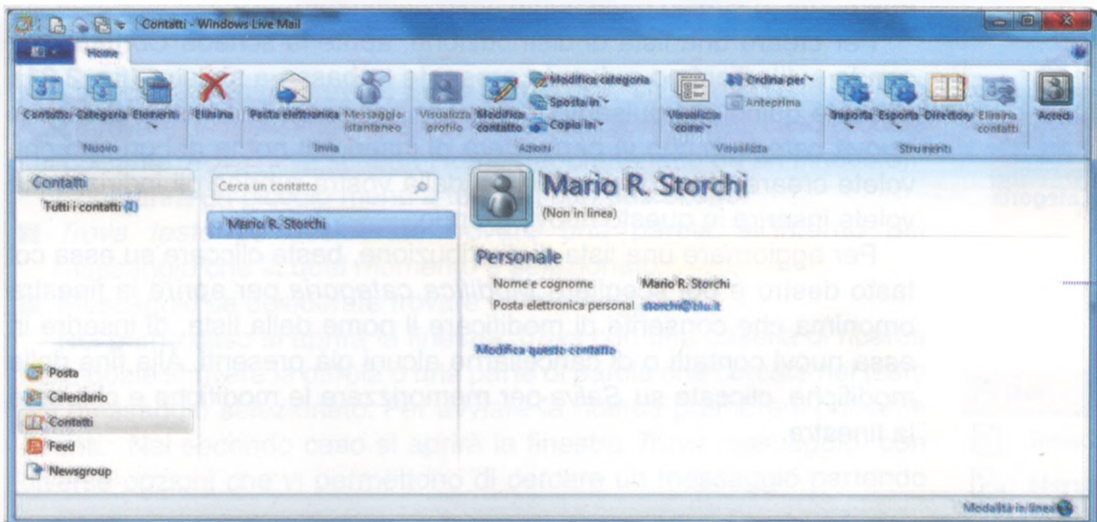 Contatti - Windows Live Mail
Home
Contatto Categoria Elementi Elimina Posta elettronica Messaggio istantaneo Visualizza profilo Modifica contatto Modifica categoria Sposta in Copia in Visualizza come Ordina per Anteprima Importa Esporta Directory Elimina contatti Accedi
Nuovo Invia Azioni Visualizza Strumenti
Contatti
Tutti i contatti (1)
Cerca un contatto
Mario R. Storchi
Mario R. Storchi
(Non in linea)
Personale
Nome e cognome Mario R. Storchi
Posta elettronica personal storchi@blu.it
Modifica questo contatto
Posta
Calendario
Contatti
Feed
Newsgroup
Modalità in linea
Per aggiornare una lista di distribuzione, basta cliccare su essa col
tasto destro e
categoria per aprire la finestra
omonima che consente di modificare il nome della lista, di inserire in
essa nuovi contatti o di cancellarne alcuni già presenti. Alla fine delle
modifiche, cliccate su Salva per memorizzare le modifiche e
la finestra.